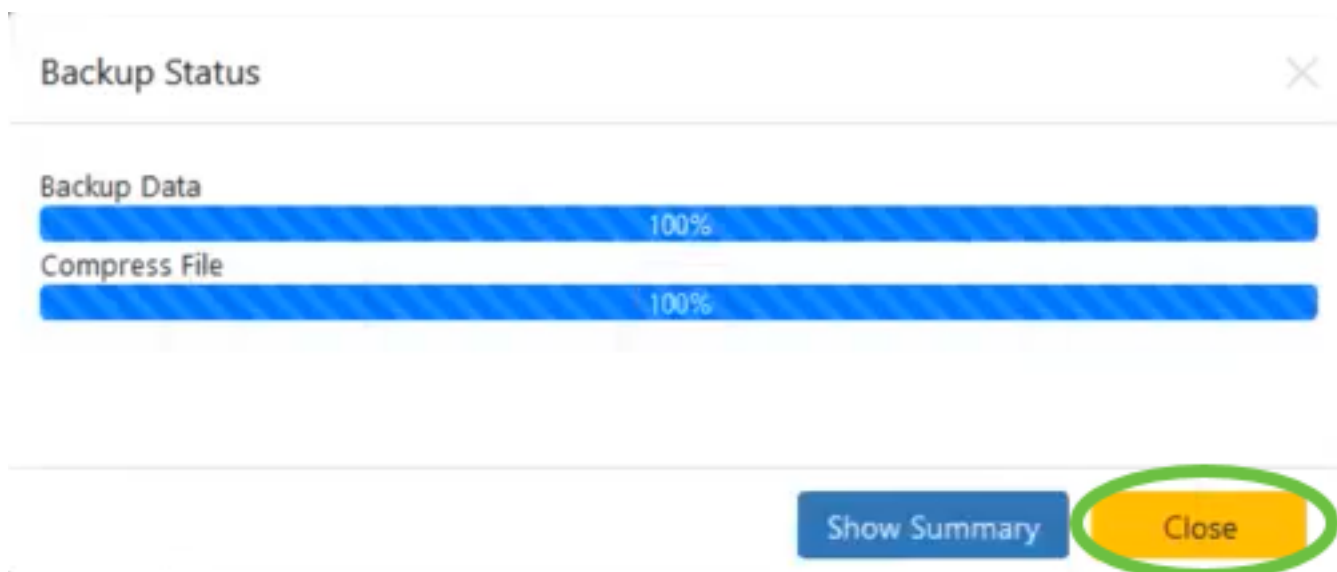 Backup Status
Backup Data
100%
Compress File
100%
Show Summary
Close